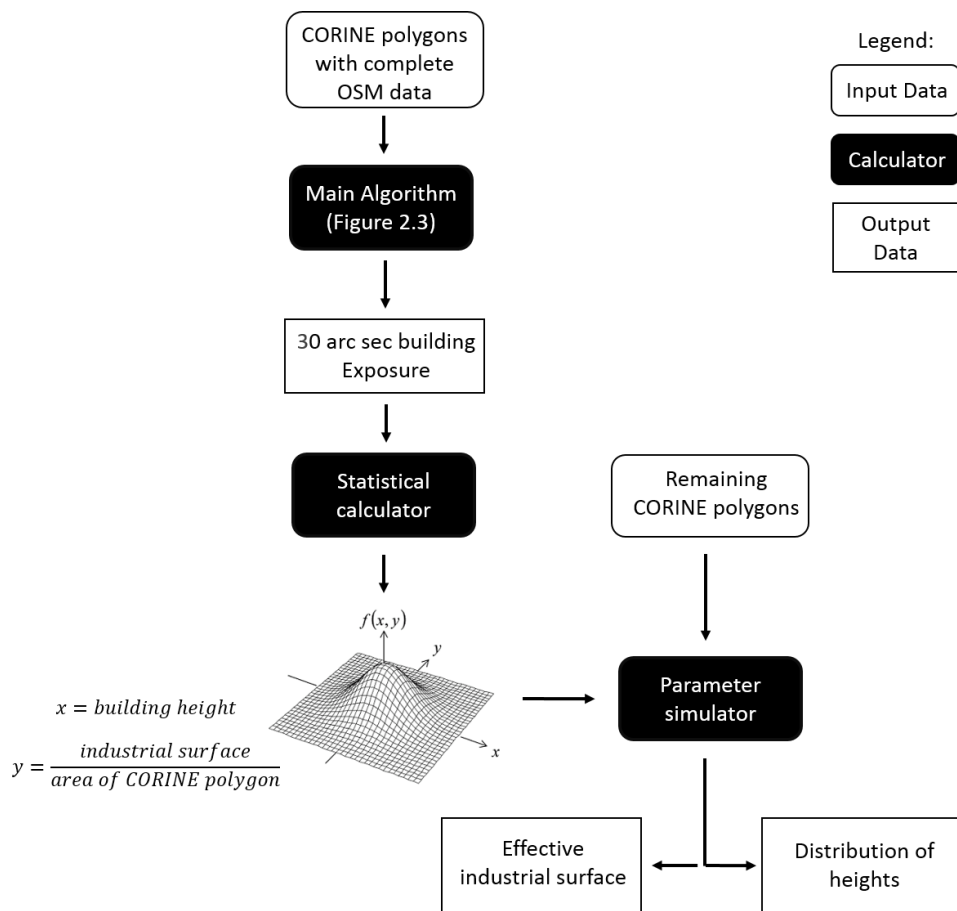 CORINE polygons
with complete
OSM data
Legend:
Input Data
Main Algorithm
(Figure 2.3)
Calculator
Output
Data
30 arc sec building
Exposure
Statistical
calculator
Remaining
CORINE polygons
f(x, y)
y
x
x = building height
y = industrial surface / area of CORINE polygon
Parameter
simulator
Effective
industrial surface
Distribution of
heights